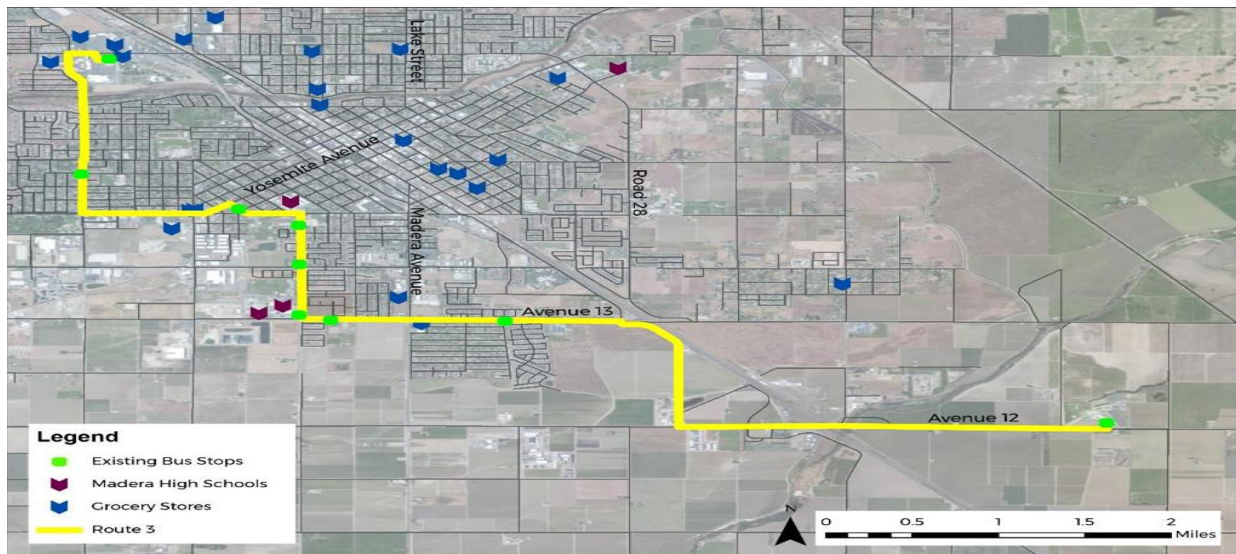 Lake Street
Yosemite Avenue
Road 28
Madera Avenue
Avenue 13
Avenue 12
Legend
Existing Bus Stops
Madera High Schools
Grocery Stores
Route 3
N
0 0.5 1 1.5 2
Miles